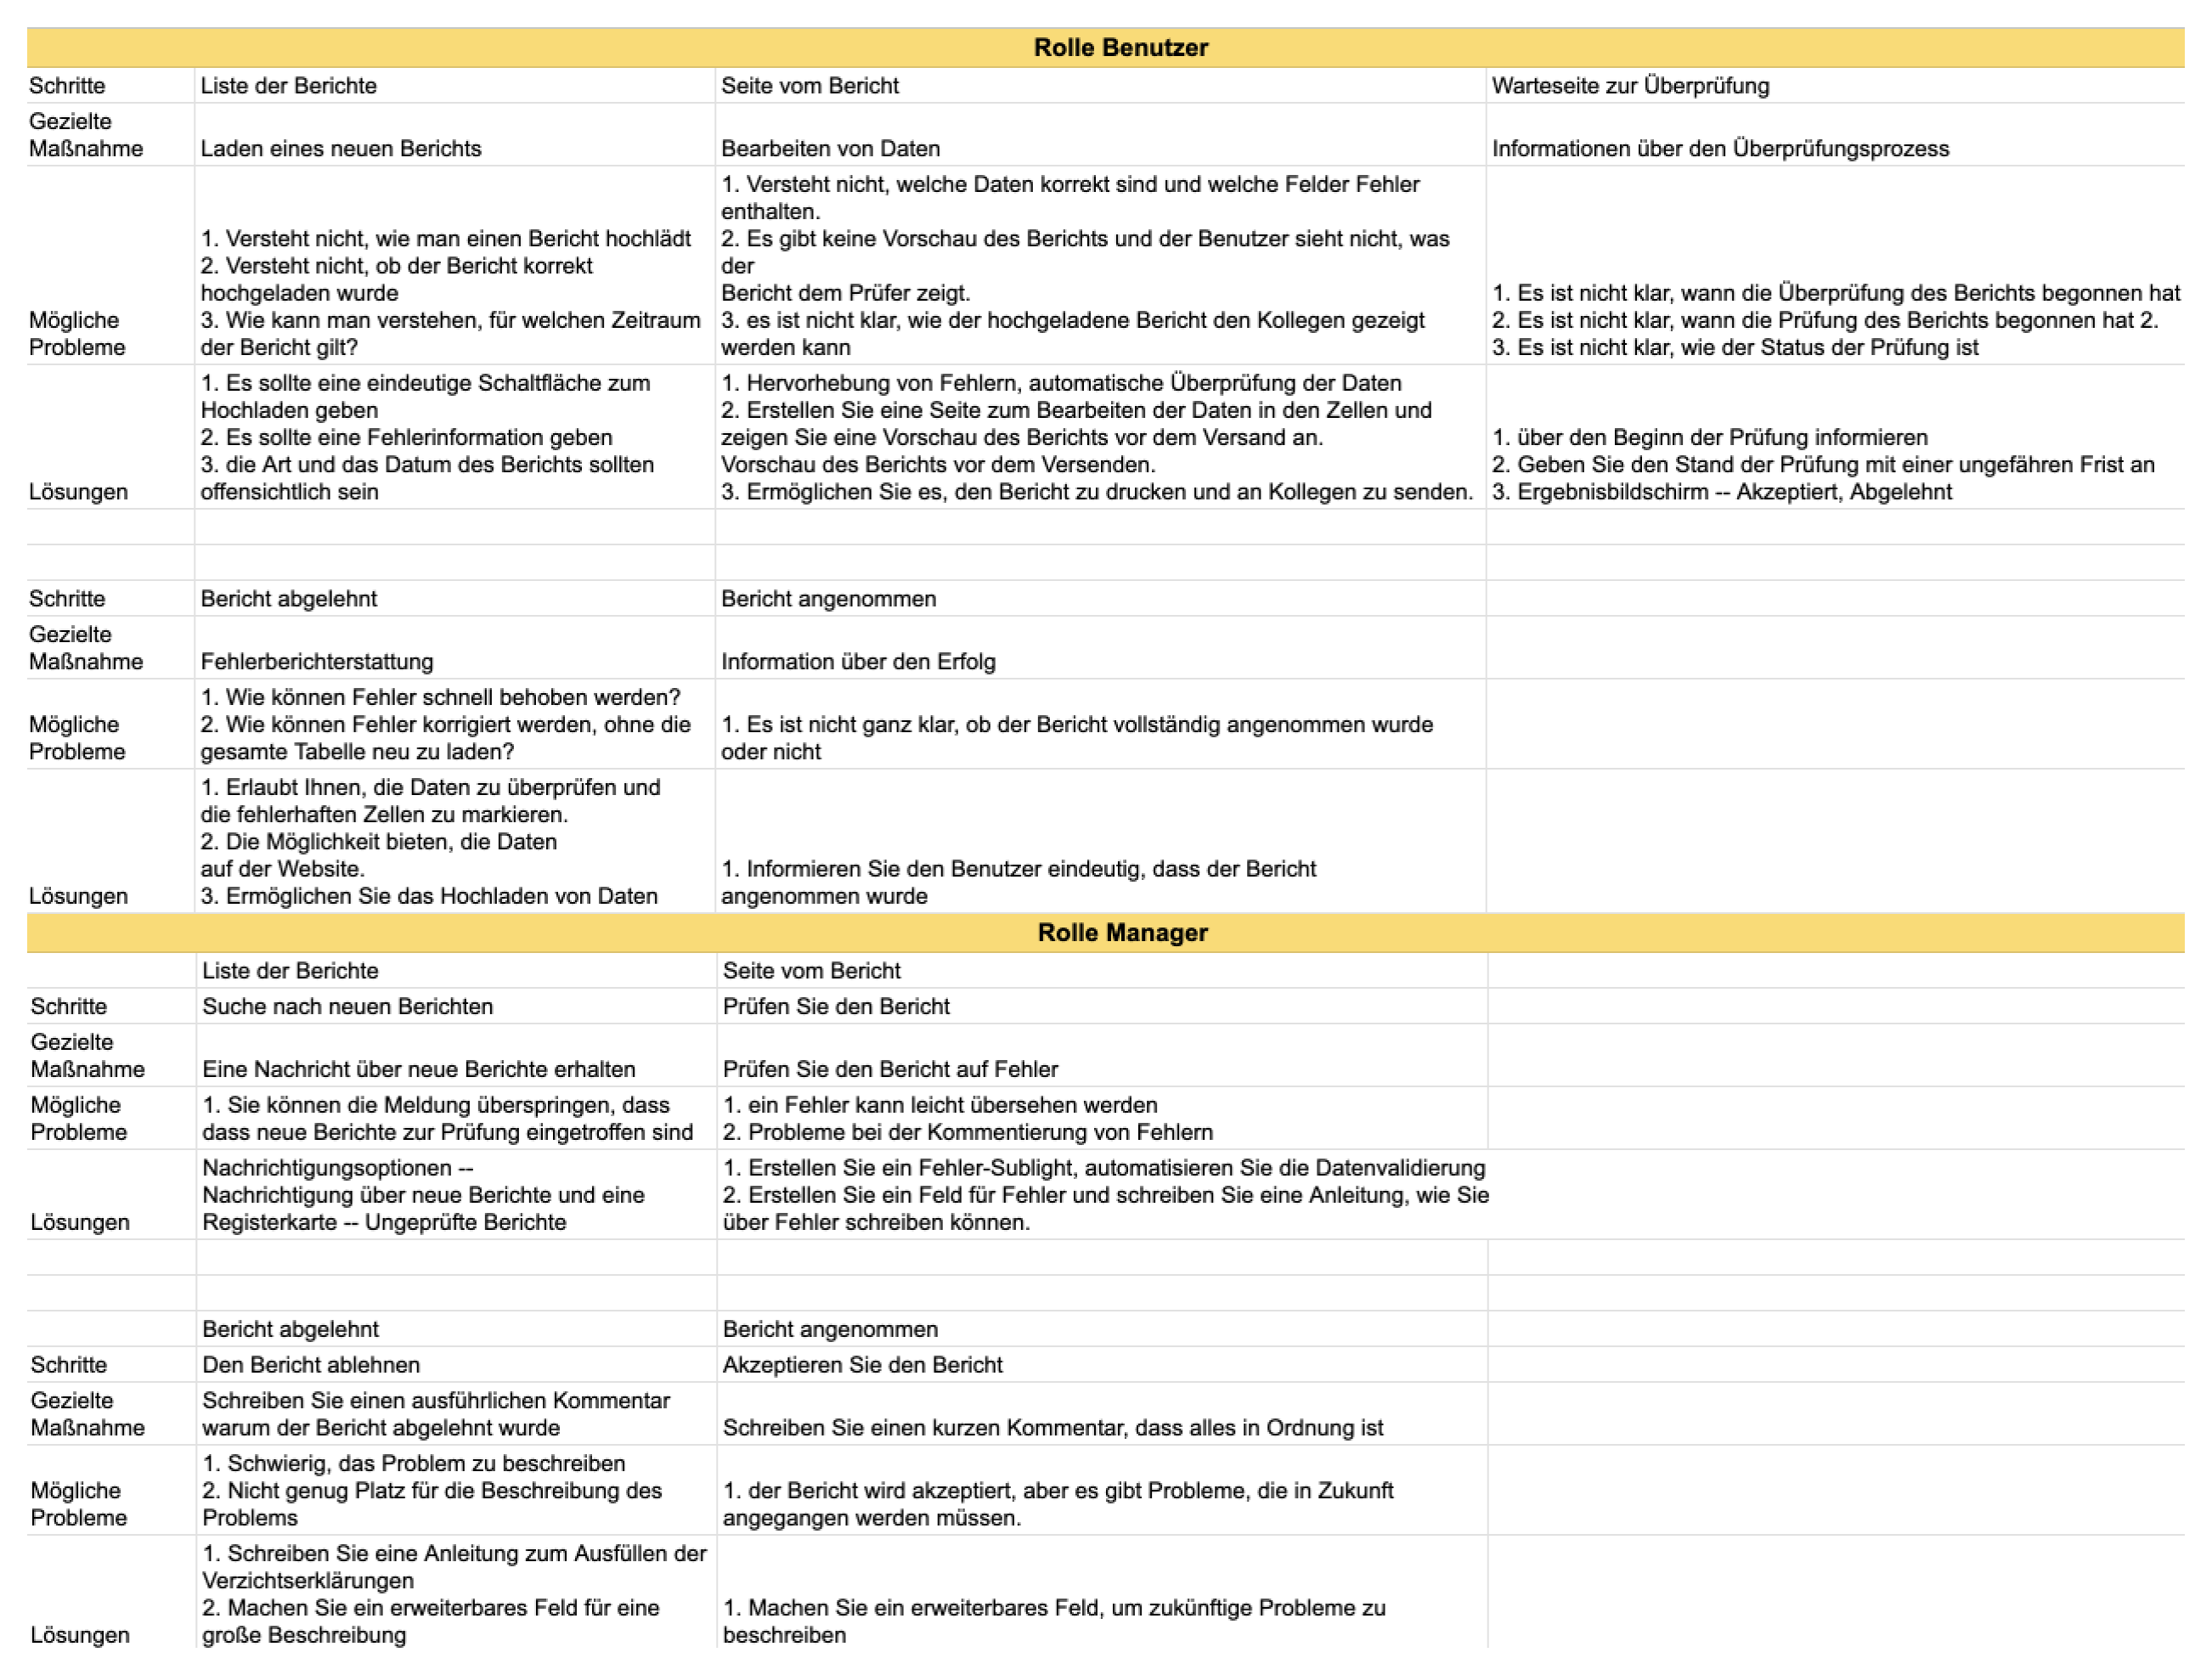 Rolle Benutzer
Schritte
Liste der Berichte
Seite vom Bericht
Warteseite zur Überprüfung
Gezielte
Maßnahme
Laden eines neuen Berichts
Bearbeiten von Daten
Informationen über den Überprüfungsprozess
Mögliche
Probleme
1. Versteht nicht, wie man einen Bericht hochlädt
2. Versteht nicht, ob der Bericht korrekt
hochgeladen wurde
3. Wie kann man verstehen, für welchen Zeitraum
der Bericht gilt?
1. Versteht nicht, welche Daten korrekt sind und welche Felder Fehler
enthalten.
2. Es gibt keine Vorschau des Berichts und der Benutzer sieht nicht, was
der
Bericht dem Prüfer zeigt.
3. es ist nicht klar, wie der hochgeladene Bericht den Kollegen gezeigt
werden kann
1. Es ist nicht klar, wann die Überprüfung des Berichts begonnen hat
2. Es ist nicht klar, wann die Prüfung des Berichts begonnen hat 2.
3. Es ist nicht klar, wie der Status der Prüfung ist
Lösungen
1. Es sollte eine eindeutige Schaltfläche zum
Hochladen geben
2. Es sollte eine Fehlerinformation geben
3. die Art und das Datum des Berichts sollten
offensichtlich sein
1. Hervorhebung von Fehlern, automatische Überprüfung der Daten
2. Erstellen Sie eine Seite zum Bearbeiten der Daten in den Zellen und
zeigen Sie eine Vorschau des Berichts vor dem Versand an.
Vorschau des Berichts vor dem Versenden.
3. Ermöglichen Sie es, den Bericht zu drucken und an Kollegen zu senden.
1. über den Beginn der Prüfung informieren
2. Geben Sie den Stand der Prüfung mit einer ungefähren Frist an
3. Ergebnisbildschirm -- Akzeptiert, Abgelehnt
Schritte
Bericht abgelehnt
Bericht angenommen
Gezielte
Maßnahme
Fehlerberichterstattung
Information über den Erfolg
Mögliche
Probleme
1. Wie können Fehler schnell behoben werden?
2. Wie können Fehler korrigiert werden, ohne die
gesamte Tabelle neu zu laden?
1. Es ist nicht ganz klar, ob der Bericht vollständig angenommen wurde
oder nicht
Lösungen
1. Erlaubt Ihnen, die Daten zu überprüfen und
die fehlerhaften Zellen zu markieren.
2. Die Möglichkeit bieten, die Daten
auf der Website.
3. Ermöglichen Sie das Hochladen von Daten
1. Informieren Sie den Benutzer eindeutig, dass der Bericht
angenommen wurde
Rolle Manager
Liste der Berichte
Seite vom Bericht
Schritte
Suche nach neuen Berichten
Prüfen Sie den Bericht
Gezielte
Maßnahme
Eine Nachricht über neue Berichte erhalten
Prüfen Sie den Bericht auf Fehler
Mögliche
Probleme
1. Sie können die Meldung überspringen, dass
dass neue Berichte zur Prüfung eingetroffen sind
1. ein Fehler kann leicht übersehen werden
2. Probleme bei der Kommentierung von Fehlern
Lösungen
Nachrichtigungsoptionen --
Nachrichtigung über neue Berichte und eine
Registerkarte -- Ungeprüfte Berichte
1. Erstellen Sie ein Fehler-Sublight, automatisieren Sie die Datenvalidierung
2. Erstellen Sie ein Feld für Fehler und schreiben Sie eine Anleitung, wie Sie
über Fehler schreiben können.
Bericht abgelehnt
Bericht angenommen
Schritte
Den Bericht ablehnen
Akzeptieren Sie den Bericht
Gezielte
Maßnahme
Schreiben Sie einen ausführlichen Kommentar
warum der Bericht abgelehnt wurde
Schreiben Sie einen kurzen Kommentar, dass alles in Ordnung ist
Mögliche
Probleme
1. Schwierig, das Problem zu beschreiben
2. Nicht genug Platz für die Beschreibung des
Problems
1. der Bericht wird akzeptiert, aber es gibt Probleme, die in Zukunft
angegangen werden müssen.
Lösungen
1. Schreiben Sie eine Anleitung zum Ausfüllen der
Verzichtserklärungen
2. Machen Sie ein erweiterbares Feld für eine
große Beschreibung
1. Machen Sie ein erweiterbares Feld, um zukünftige Probleme zu
beschreiben